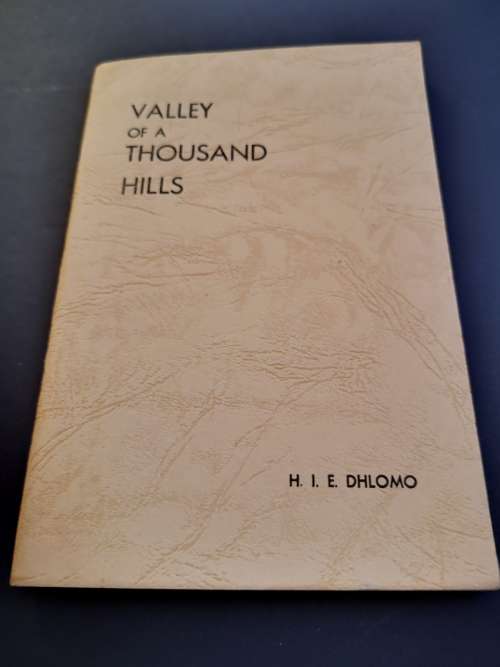 VALLEY
OF A
THOUSAND
HILLS
H. I. E. DHLOMO